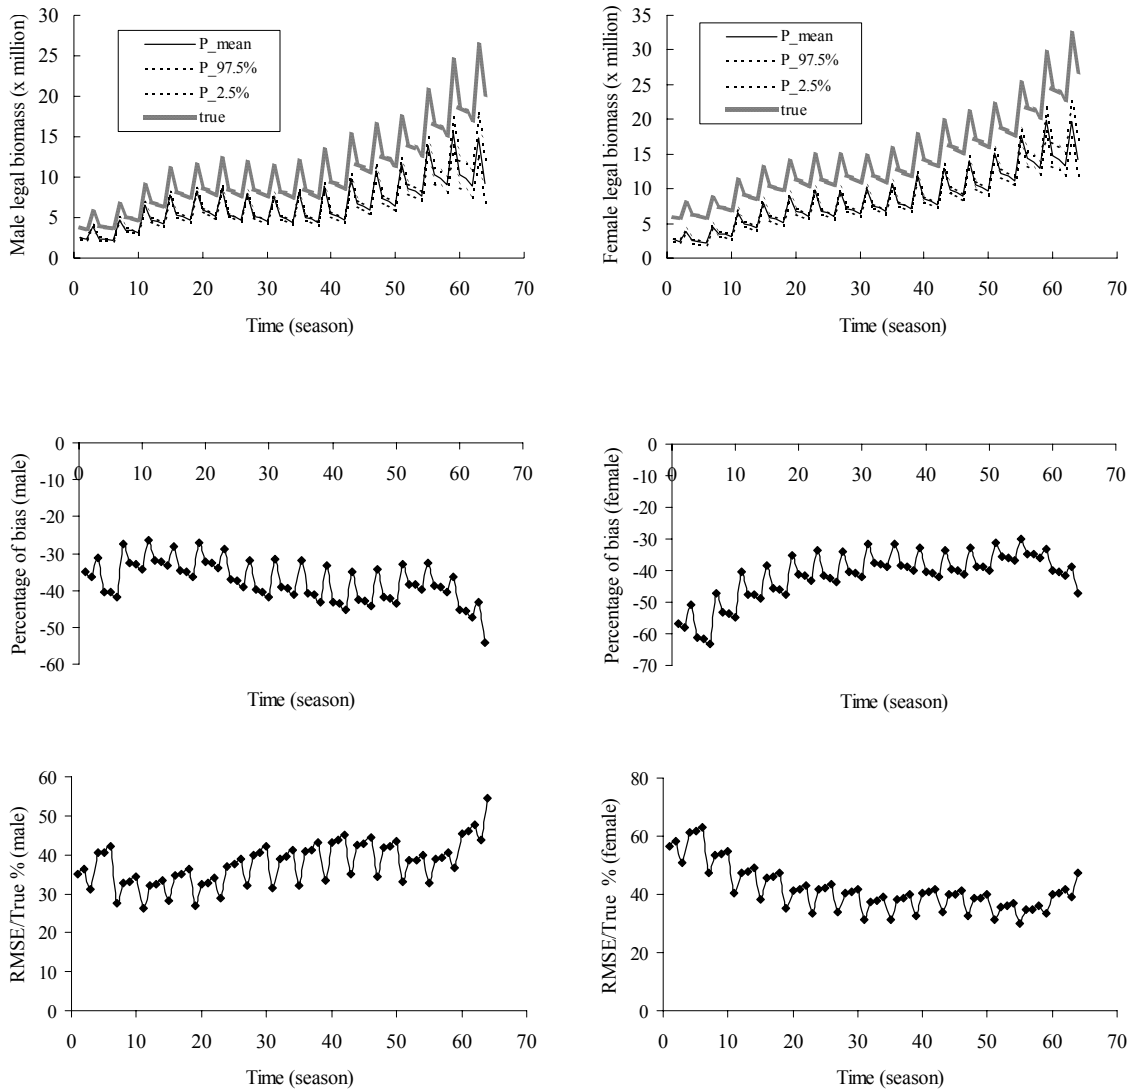 Male legal biomass (x million)
30
25
20
15
10
5
0
P_mean
P_97.5%
P_2.5%
true
0 10 20 30 40 50 60 70
Time (season)
Female legal biomass (x million)
35
30
25
20
15
10
5
0
P_mean
P_97.5%
P_2.5%
true
0 10 20 30 40 50 60 70
Time (season)
Percentage of bias (male)
0
-10
-20
-30
-40
-50
-60
0 10 20 30 40 50 60 70
Time (season)
Percentage of bias (female)
0
-10
-20
-30
-40
-50
-60
-70
0 10 20 30 40 50 60 70
Time (season)
RMSE/True % (male)
60
50
40
30
20
10
0
0 10 20 30 40 50 60 70
Time (season)
RMSE/True % (female)
80
60
40
20
0
0 10 20 30 40 50 60 70
Time (season)